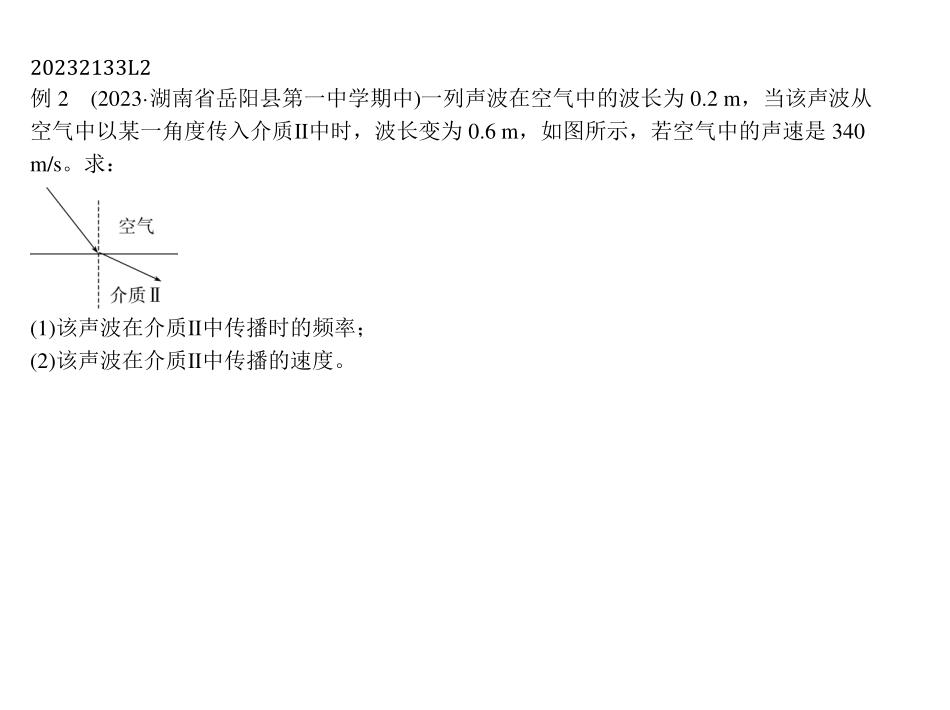 20232133L2
例 2　(2023·湖南省岳阳县第一中学期中)一列声波在空气中的波长为 0.2 m，当该声波从
空气中以某一角度传入介质Ⅱ中时，波长变为 0.6 m，如图所示，若空气中的声速是 340
m/s。求：
空气
介质Ⅱ
(1)该声波在介质Ⅱ中传播时的频率；
(2)该声波在介质Ⅱ中传播的速度。